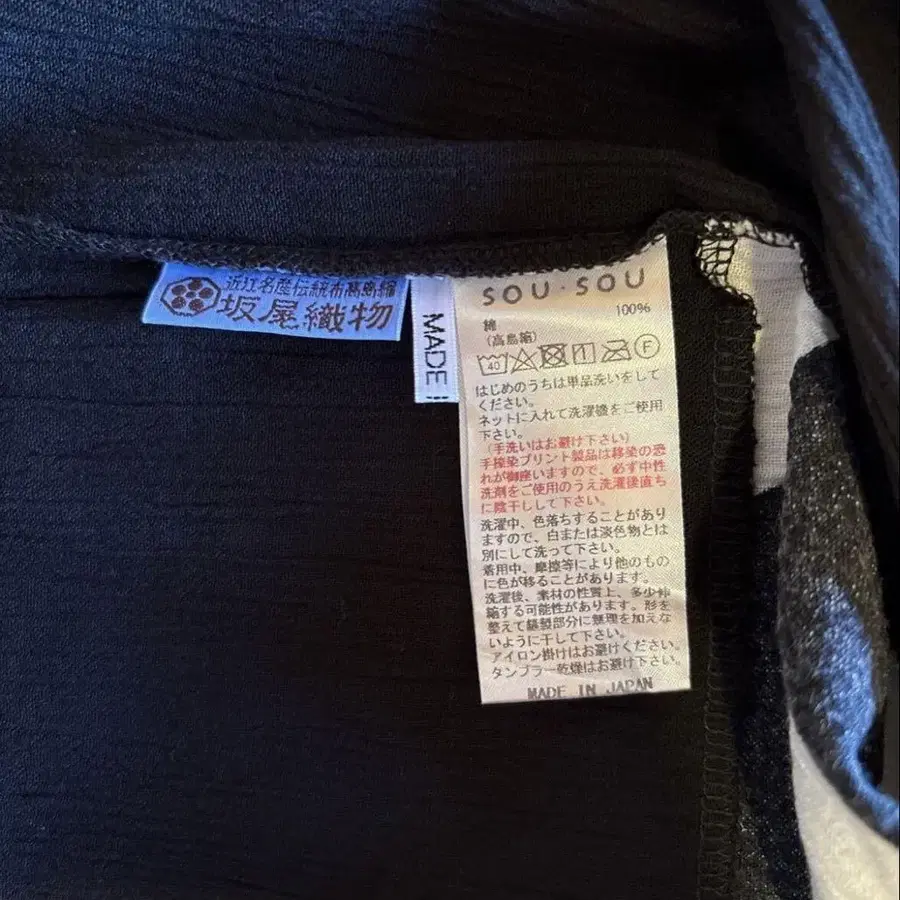 近江名産伝統布高島縮
坂尾織物
MADE I
SOU・SOU
綿 100%
(高島縮)
40 1 F
はじめのうちは単品洗いをして
ください。
ネットに入れて洗濯機をご使用
下さい。
(手洗いはお避け下さい)
手捺染プリント製品は移染の恐
れが御座いますので、必ず中性
洗剤をご使用のうえ洗濯後直ち
に陰干しして下さい。
洗濯中、色落ちすることがあり
ますので、白または淡色物とは
別にして洗って下さい。
着用中、摩擦等により他のもの
に色が移ることがあります。
洗濯後、素材の性質上、多少伸
縮する可能性があります。形を
整えて縫製部分に無理を加えな
いように干して下さい。
アイロン掛けはお避けください。
タンブラー乾燥はお避け下さい。
MADE IN JAPAN